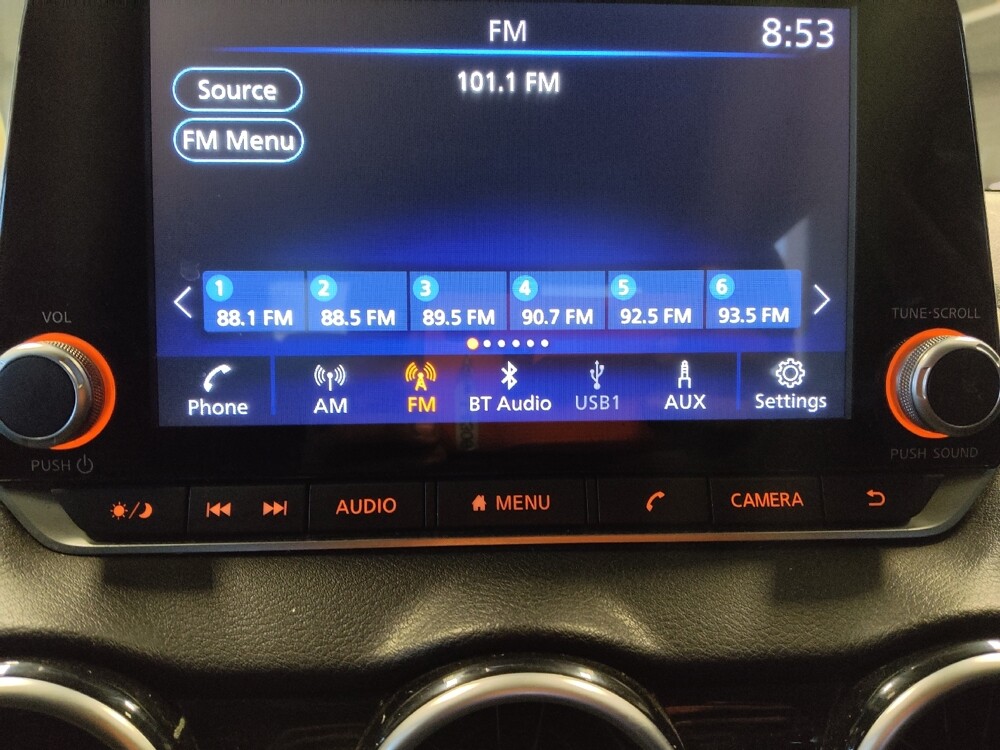 FM
8:53
Source
101.1 FM
FM Menu
1 2 3 4 5 6
88.1 FM 88.5 FM 89.5 FM 90.7 FM 92.5 FM 93.5 FM
VOL
TUNE·SCROLL
Phone AM FM BT Audio USB1 AUX Settings
PUSH
PUSH SOUND
AUDIO MENU CAMERA